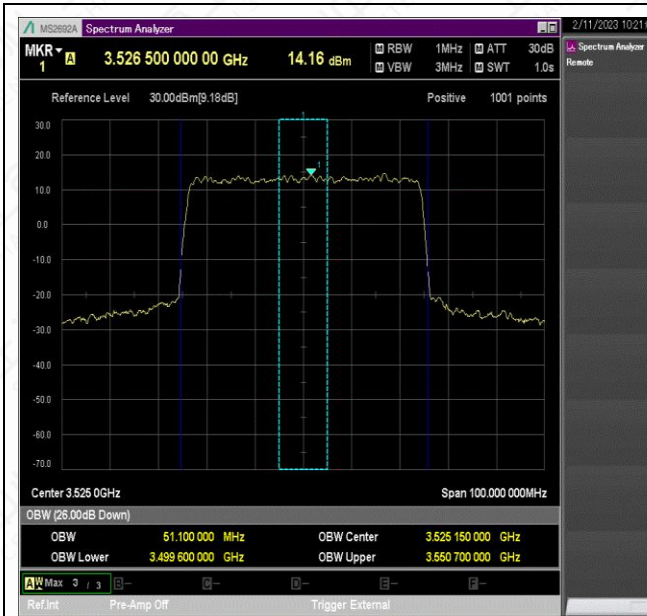 MS2692A Spectrum Analyzer
2/11/2023 10:21
MKR 1 A 3.526 500 000 00 GHz 14.16 dBm
RBW 1MHz ATT 30dB
VBW 3MHz SWT 1.0s
Spectrum Analyzer
Remote
Reference Level 30.00dBm[9.18dB] Positive 1001 points
1
30.0
20.0
1
10.0
0.0
-10.0
-20.0
-30.0
-40.0
-50.0
-60.0
-70.0
Center 3.525 0GHz Span 100.000 000MHz
OBW (26.00dB Down)
OBW 51.100 000 MHz OBW Center 3.525 150 000 GHz
OBW Lower 3.499 600 000 GHz OBW Upper 3.550 700 000 GHz
A W Max 3 / 3 B- C- D- E- F-
Ref.Int Pre-Amp Off Trigger External